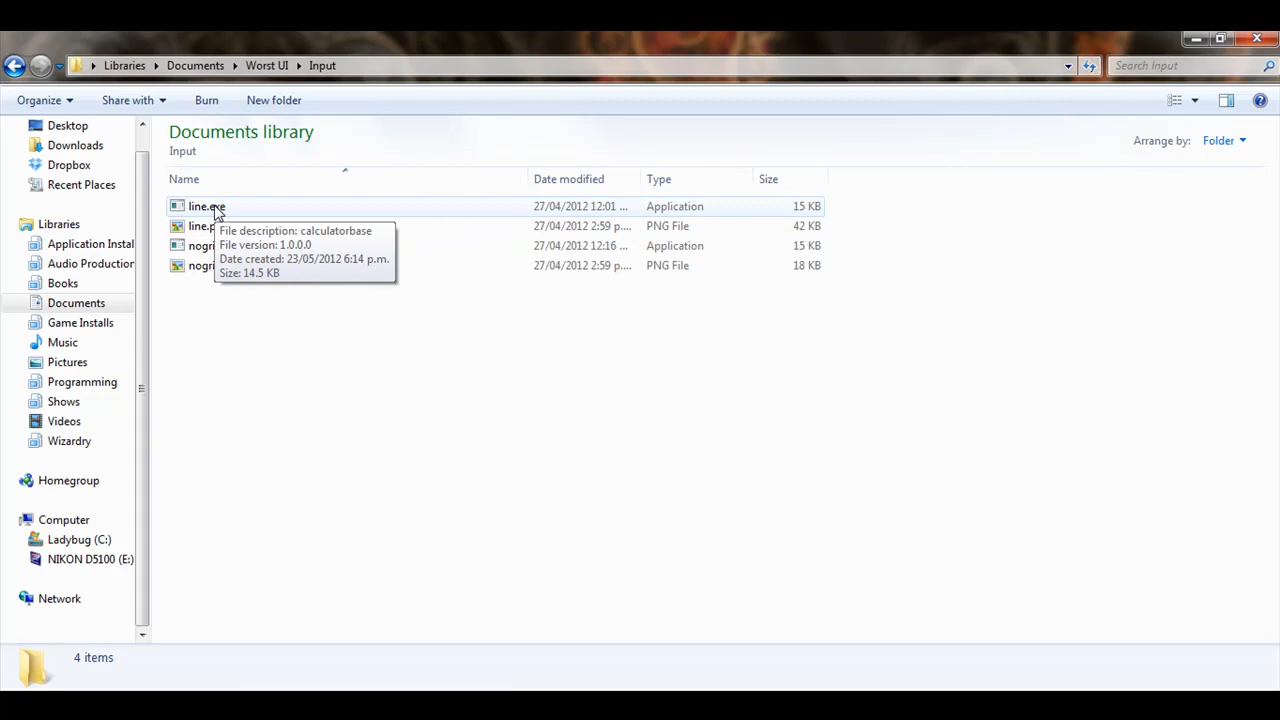 Libraries Documents Worst UI Input
Search Input
Organize Share with Burn New folder
Desktop
Downloads
Dropbox
Recent Places
Libraries
Application Instal
Audio Production
Books
Documents
Game Installs
Music
Pictures
Programming
Shows
Videos
Wizardry
Homegroup
Computer
Ladybug (C:)
NIKON D5100 (E:)
Network
Documents library
Input
Arrange by: Folder
Name Date modified Type Size
line.exe 27/04/2012 12:01 ... Application 15 KB
line.p 27/04/2012 2:59 p.... PNG File 42 KB
nogri 27/04/2012 12:16 ... Application 15 KB
nogri 27/04/2012 2:59 p.... PNG File 18 KB
File description: calculatorbase
File version: 1.0.0.0
Date created: 23/05/2012 6:14 p.m.
Size: 14.5 KB
4 items